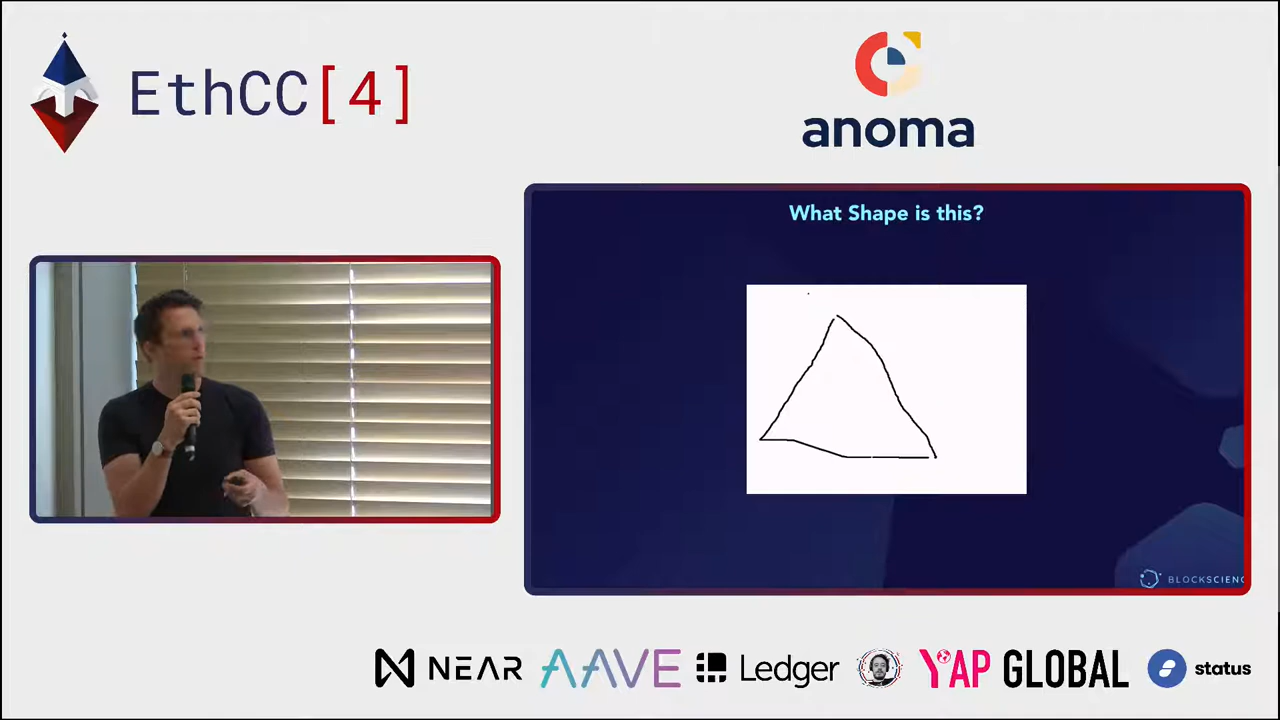 EthCC[4]
anoma
What Shape is this?
BLOCKSCIENC
NEAR
AAVE
Ledger
YAP GLOBAL
status